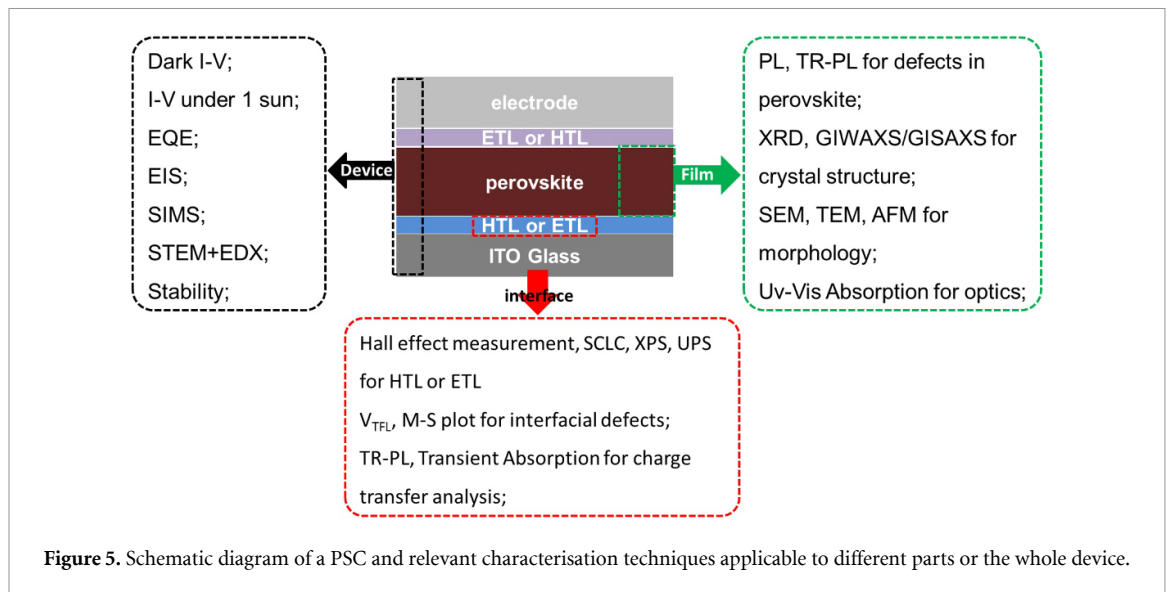 Dark I-V;
I-V under 1 sun;
EQE;
EIS;
SIMS;
STEM+EDX;
Stability;
Device
electrode
ETL or HTL
perovskite
HTL or ETL
ITO Glass
interface
Film
PL, TR-PL for defects in
perovskite;
XRD, GIWAXS/GISAXS for
crystal structure;
SEM, TEM, AFM for
morphology;
Uv-Vis Absorption for optics;
Hall effect measurement, SCLC, XPS, UPS
for HTL or ETL
V_TFL, M-S plot for interfacial defects;
TR-PL, Transient Absorption for charge
transfer analysis;
Figure 5. Schematic diagram of a PSC and relevant characterisation techniques applicable to different parts or the whole device.